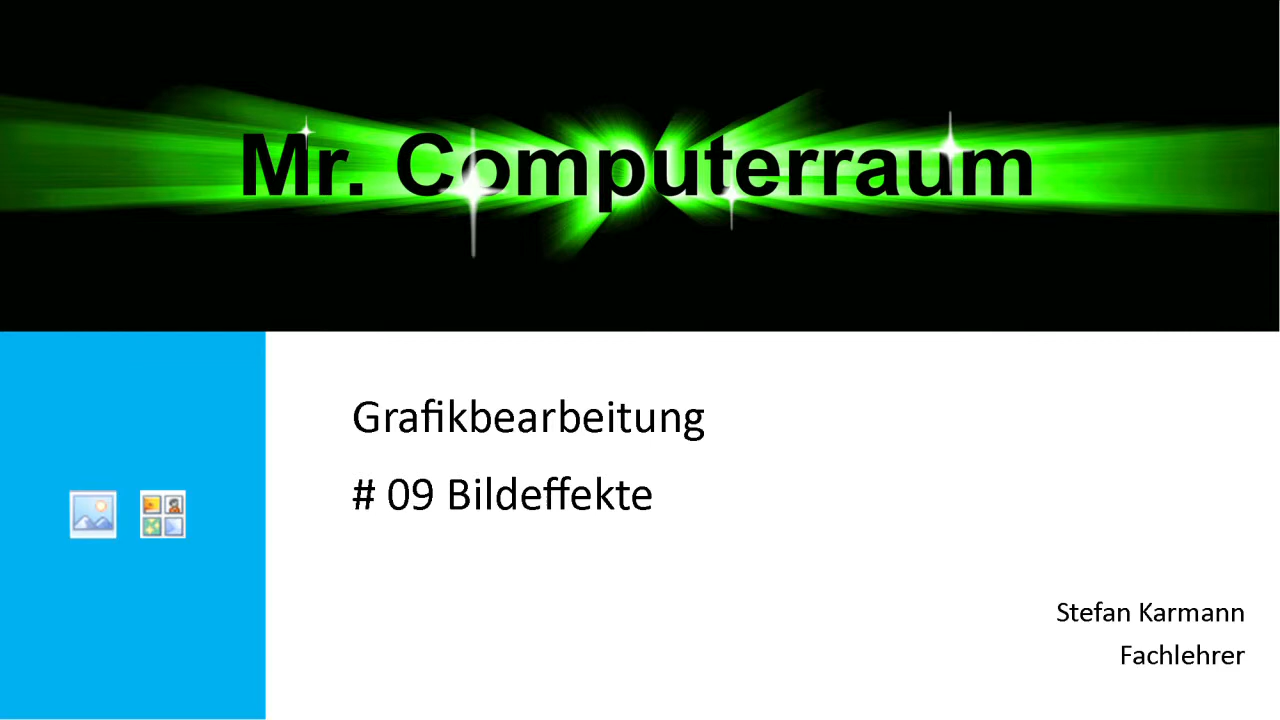 Mr. Computerraum
Grafikbearbeitung
# 09 Bildeffekte
Stefan Karmann
Fachlehrer